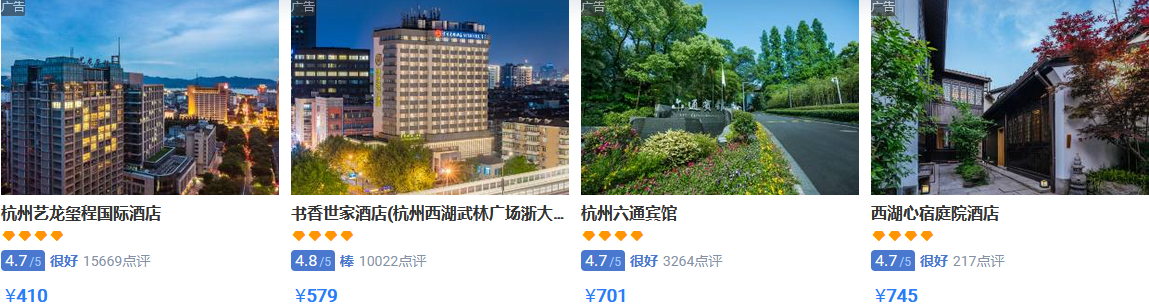 广告
广告
广告
广告
六通賓館
杭州艺龙玺程国际酒店
书香世家酒店(杭州西湖武林广场浙大...
杭州六通宾馆
西湖心宿庭院酒店
4.7/5 很好 15669点评
4.8/5 棒 10022点评
4.7/5 很好 3264点评
4.7/5 很好 217点评
¥410
¥579
¥701
¥745